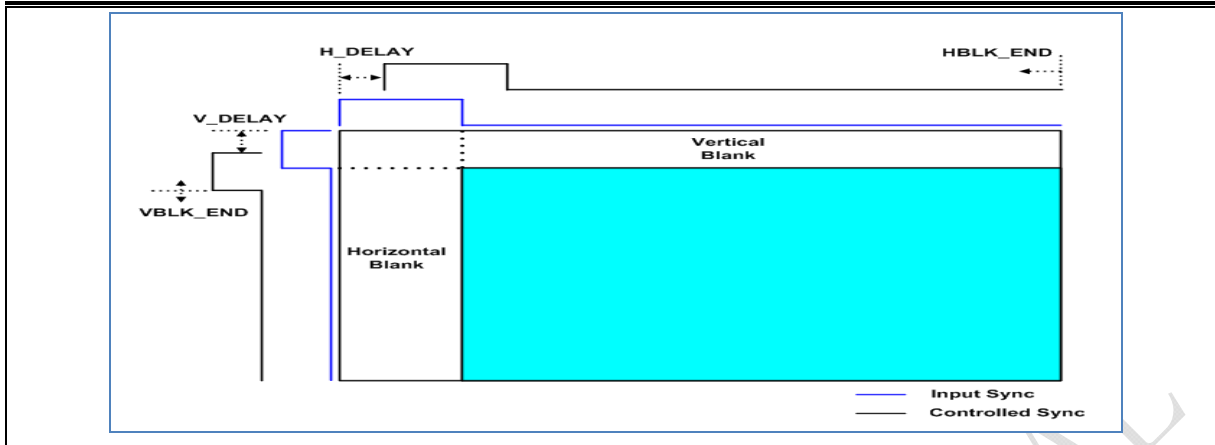 H_DELAY
HBLK_END
V_DELAY
Vertical
Blank
VBLK_END
Horizontal
Blank
Input Sync
Controlled Sync